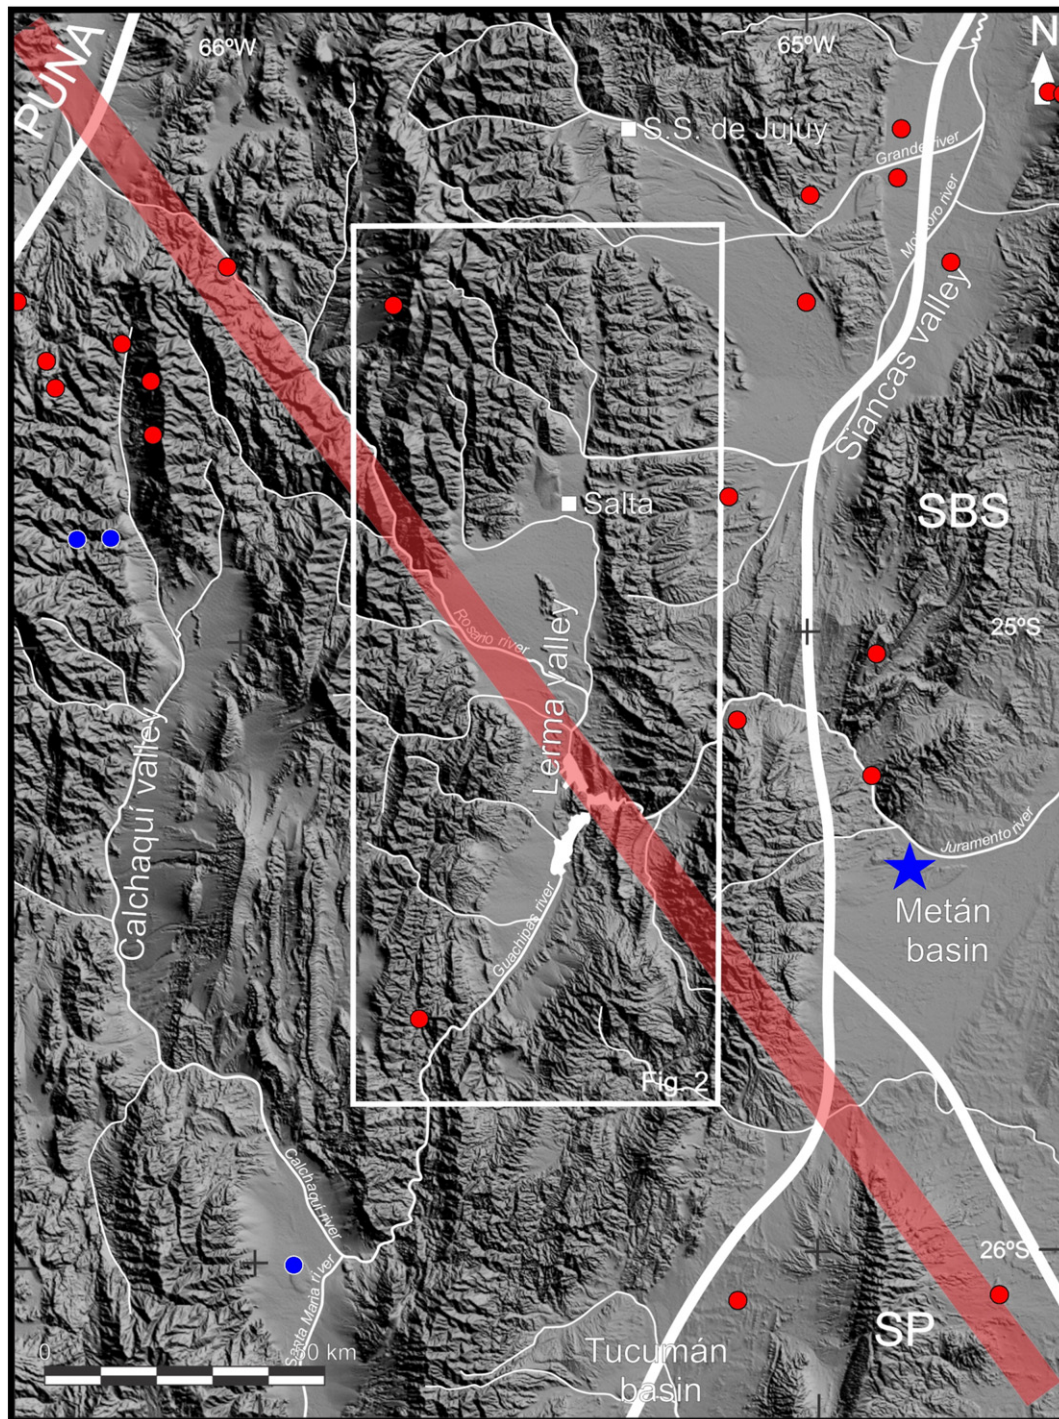 PUNA
66ºW
65ºW
N
S.S. de Jujuy
Grande river
Mojotoro river
Siancas valley
Salta
SBS
25ºS
Rosario river
Lerma valley
Calchaquí valley
Juramento river
Metán
basin
Guachipas river
Fig. 2
Calchaquí river
26ºS
Santa María river
SP
Tucumán
basin
0
km